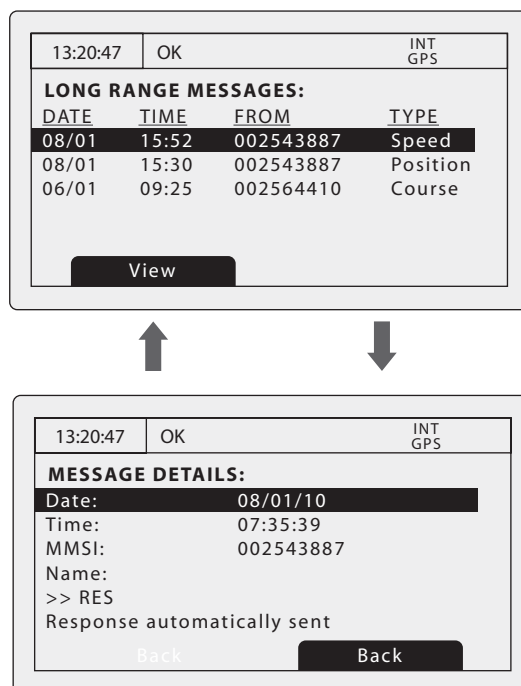 13:20:47 OK INT
GPS
LONG RANGE MESSAGES:
DATE TIME FROM TYPE
08/01 15:52 002543887 Speed
08/01 15:30 002543887 Position
06/01 09:25 002564410 Course
View
13:20:47 OK INT
GPS
MESSAGE DETAILS:
Date: 08/01/10
Time: 07:35:39
MMSI: 002543887
Name:
>> RES
Response automatically sent
Back Back